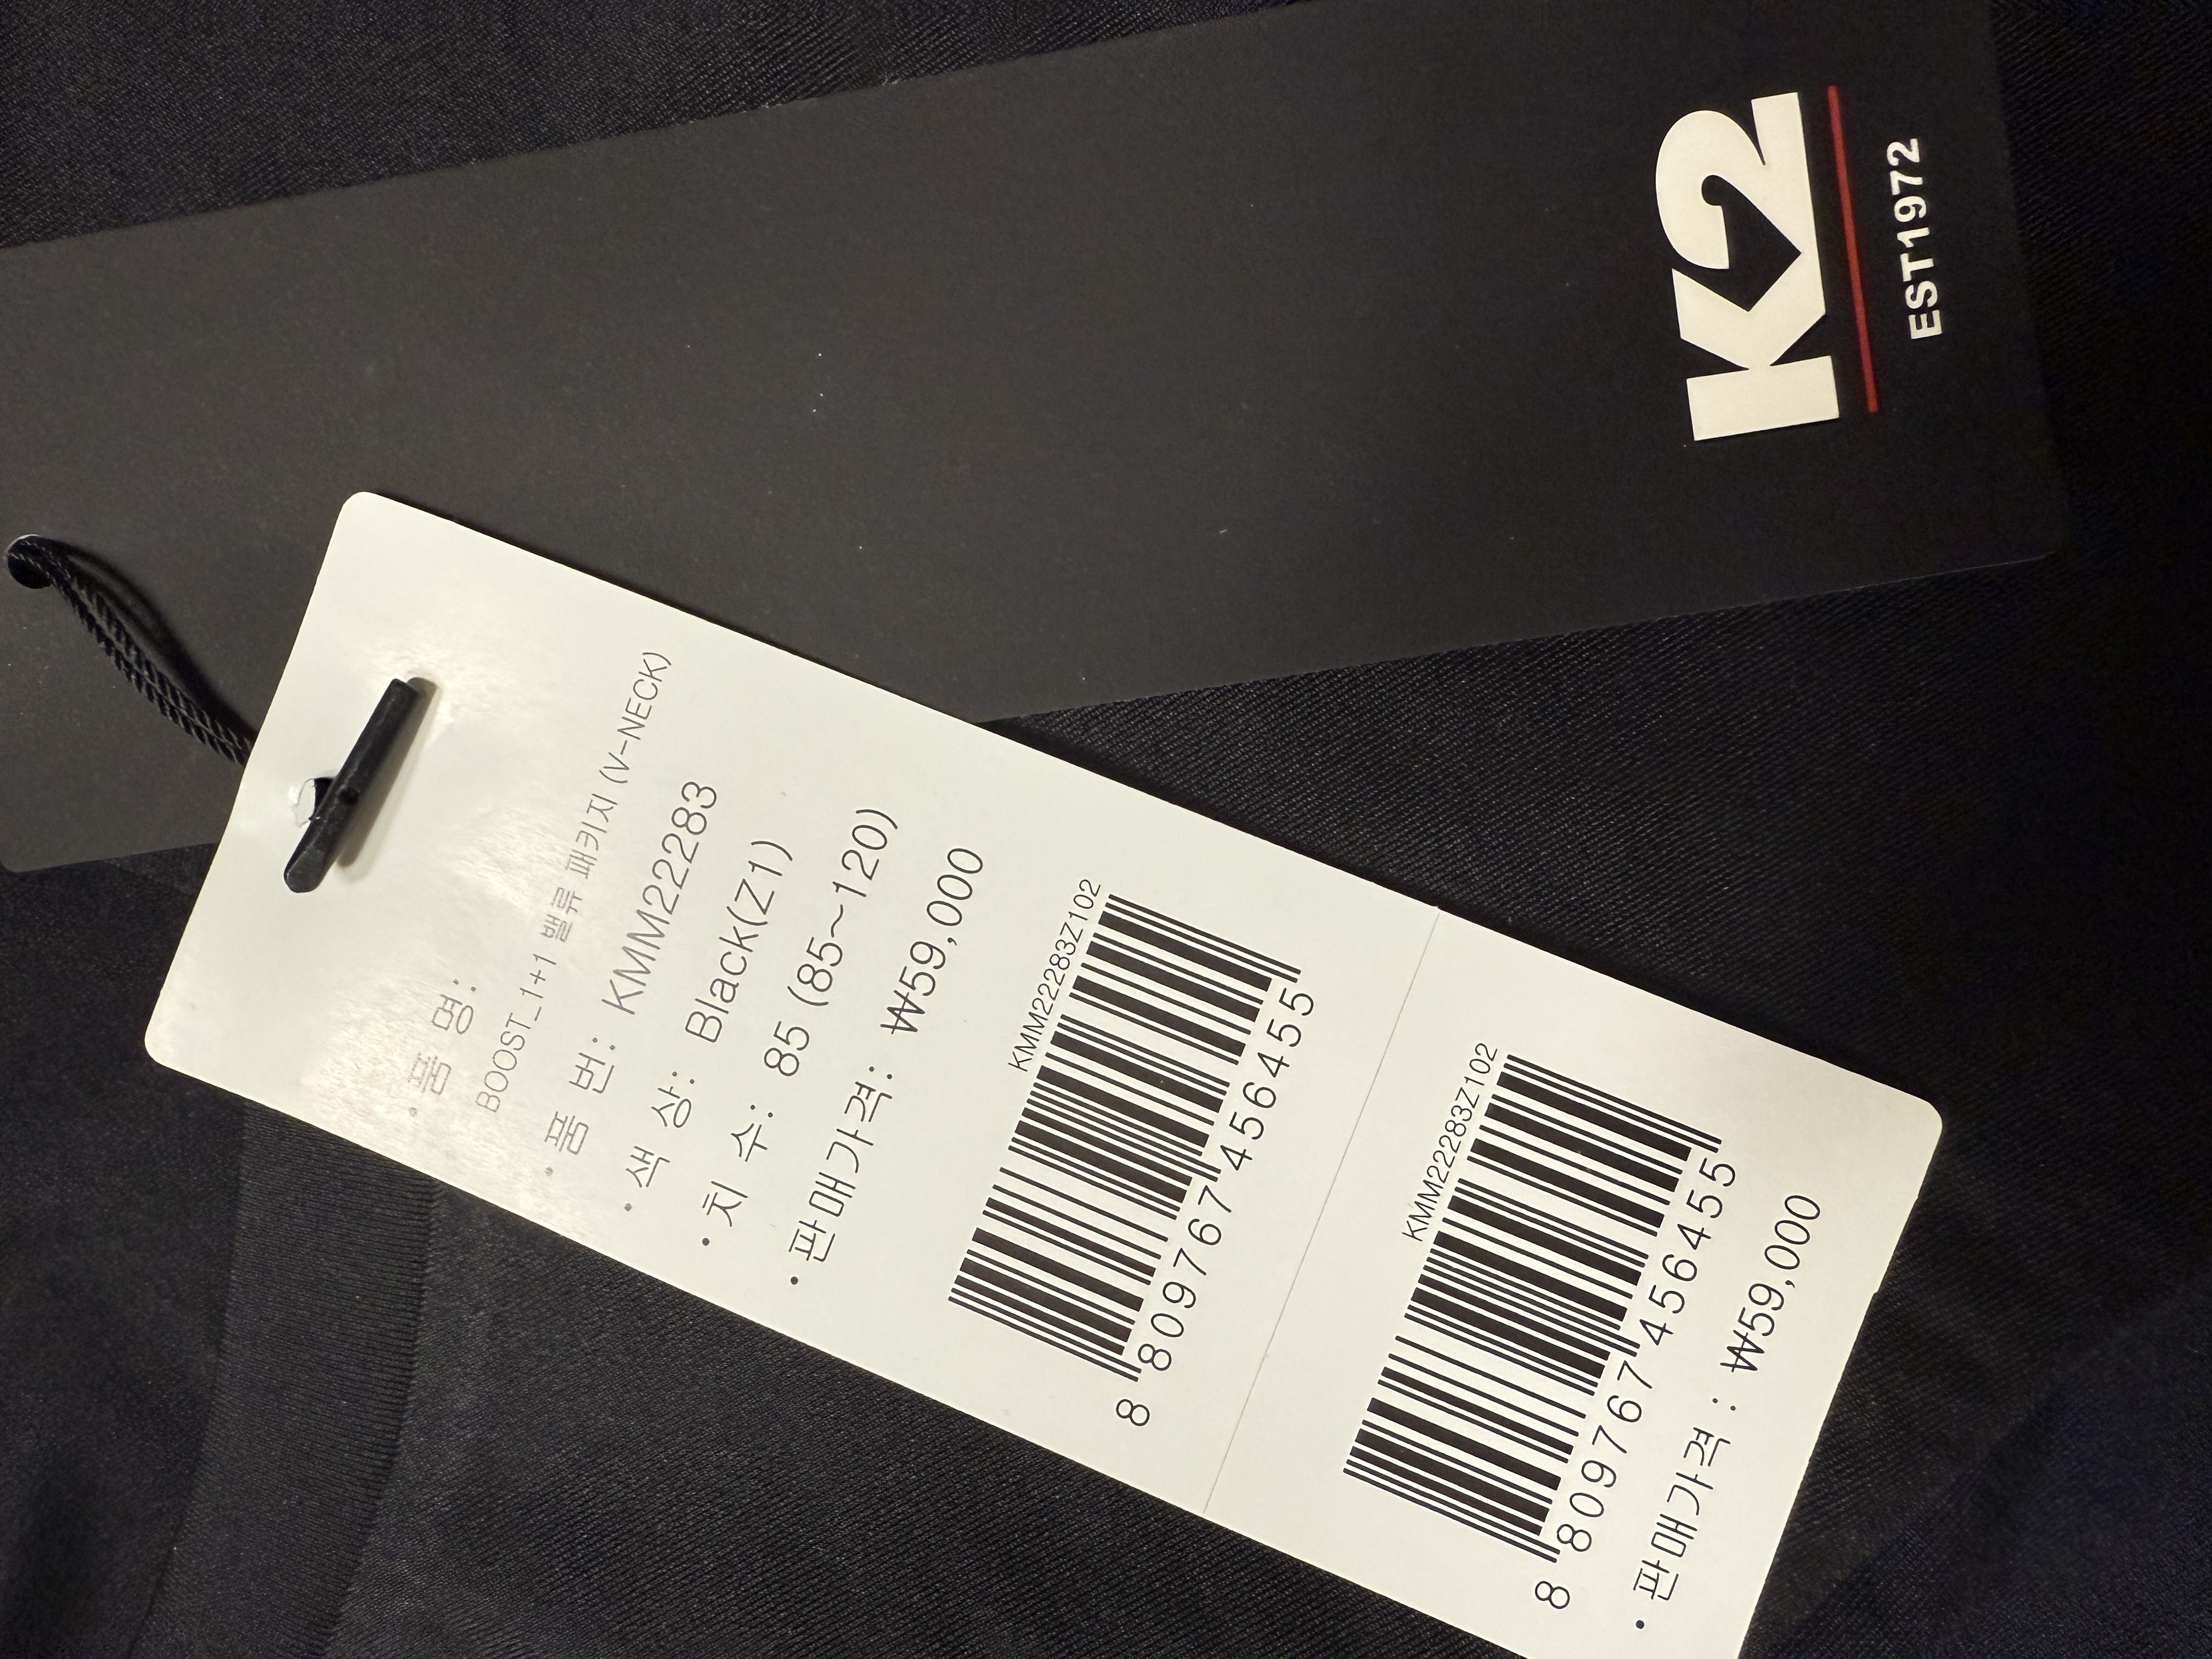 K2
EST1972
· 품 명:
BOOST_1+1 밸류 패키지 (V-NECK)
· 품 번: KMM22283
· 색 상: Black(Z1)
· 치 수: 85 (85~120)
· 판매가격: ₩59,000
KMM22283Z102
8 809767 456455
KMM22283Z102
8 809767 456455
· 판매가격 : ₩59,000